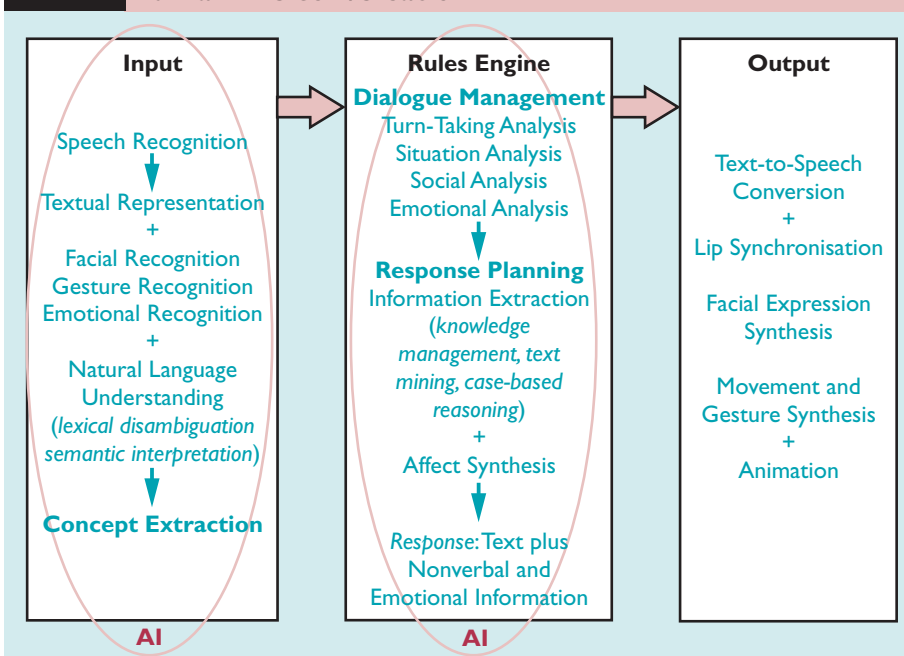 Input
Speech Recognition
Textual Representation
+
Facial Recognition
Gesture Recognition
Emotional Recognition
+
Natural Language
Understanding
(lexical disambiguation
semantic interpretation)
Concept Extraction
AI
Rules Engine
Dialogue Management
Turn-Taking Analysis
Situation Analysis
Social Analysis
Emotional Analysis
Response Planning
Information Extraction
(knowledge
management, text
mining, case-based
reasoning)
+
Affect Synthesis
Response: Text plus
Nonverbal and
Emotional Information
AI
Output
Text-to-Speech
Conversion
+
Lip Synchronisation
Facial Expression
Synthesis
Movement and
Gesture Synthesis
+
Animation